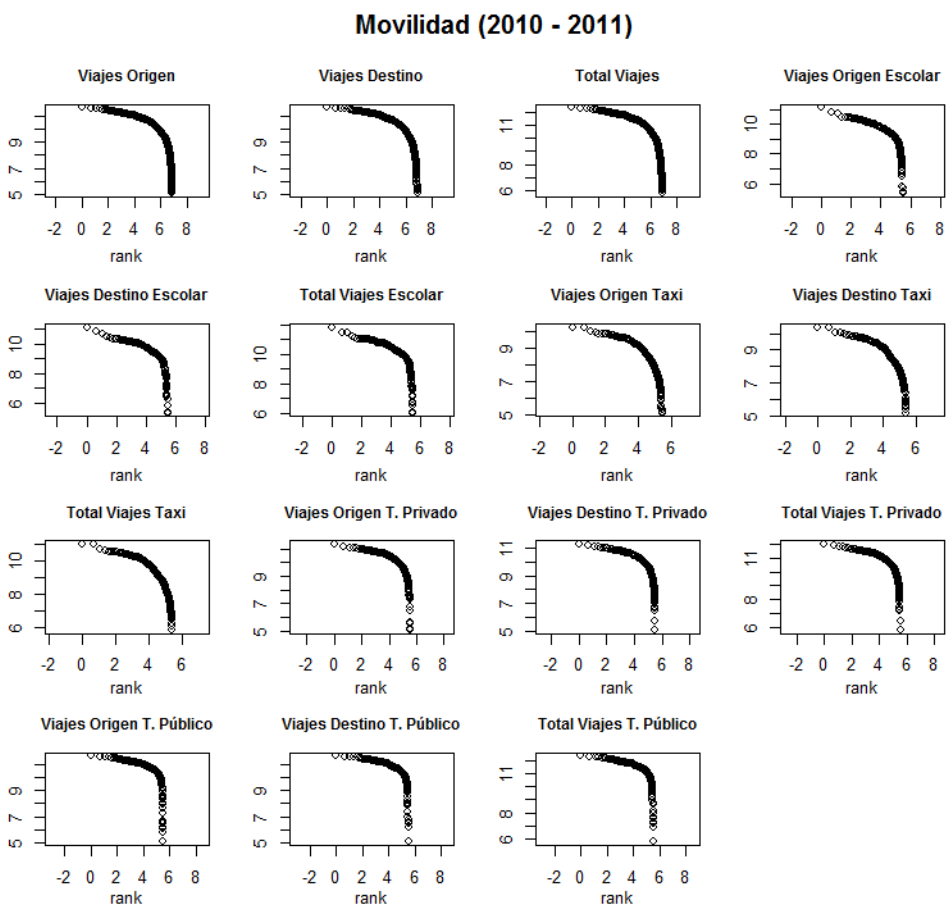 Movilidad (2010 - 2011)
Viajes Origen
5 7 9
-2 0 2 4 6 8
rank
Viajes Destino
5 7 9
-2 0 2 4 6 8
rank
Total Viajes
6 8 11
-2 0 2 4 6 8
rank
Viajes Origen Escolar
6 8 10
-2 0 2 4 6 8
rank
Viajes Destino Escolar
6 8 10
-2 0 2 4 6 8
rank
Total Viajes Escolar
6 8 10
-2 0 2 4 6 8
rank
Viajes Origen Taxi
5 7 9
-2 0 2 4 6
rank
Viajes Destino Taxi
5 7 9
-2 0 2 4 6
rank
Total Viajes Taxi
6 8 10
-2 0 2 4 6
rank
Viajes Origen T. Privado
5 7 9
-2 0 2 4 6 8
rank
Viajes Destino T. Privado
5 7 9 11
-2 0 2 4 6 8
rank
Total Viajes T. Privado
6 8 11
-2 0 2 4 6 8
rank
Viajes Origen T. Público
5 7 9
-2 0 2 4 6 8
rank
Viajes Destino T. Público
5 7 9
-2 0 2 4 6 8
rank
Total Viajes T. Público
6 8 11
-2 0 2 4 6 8
rank